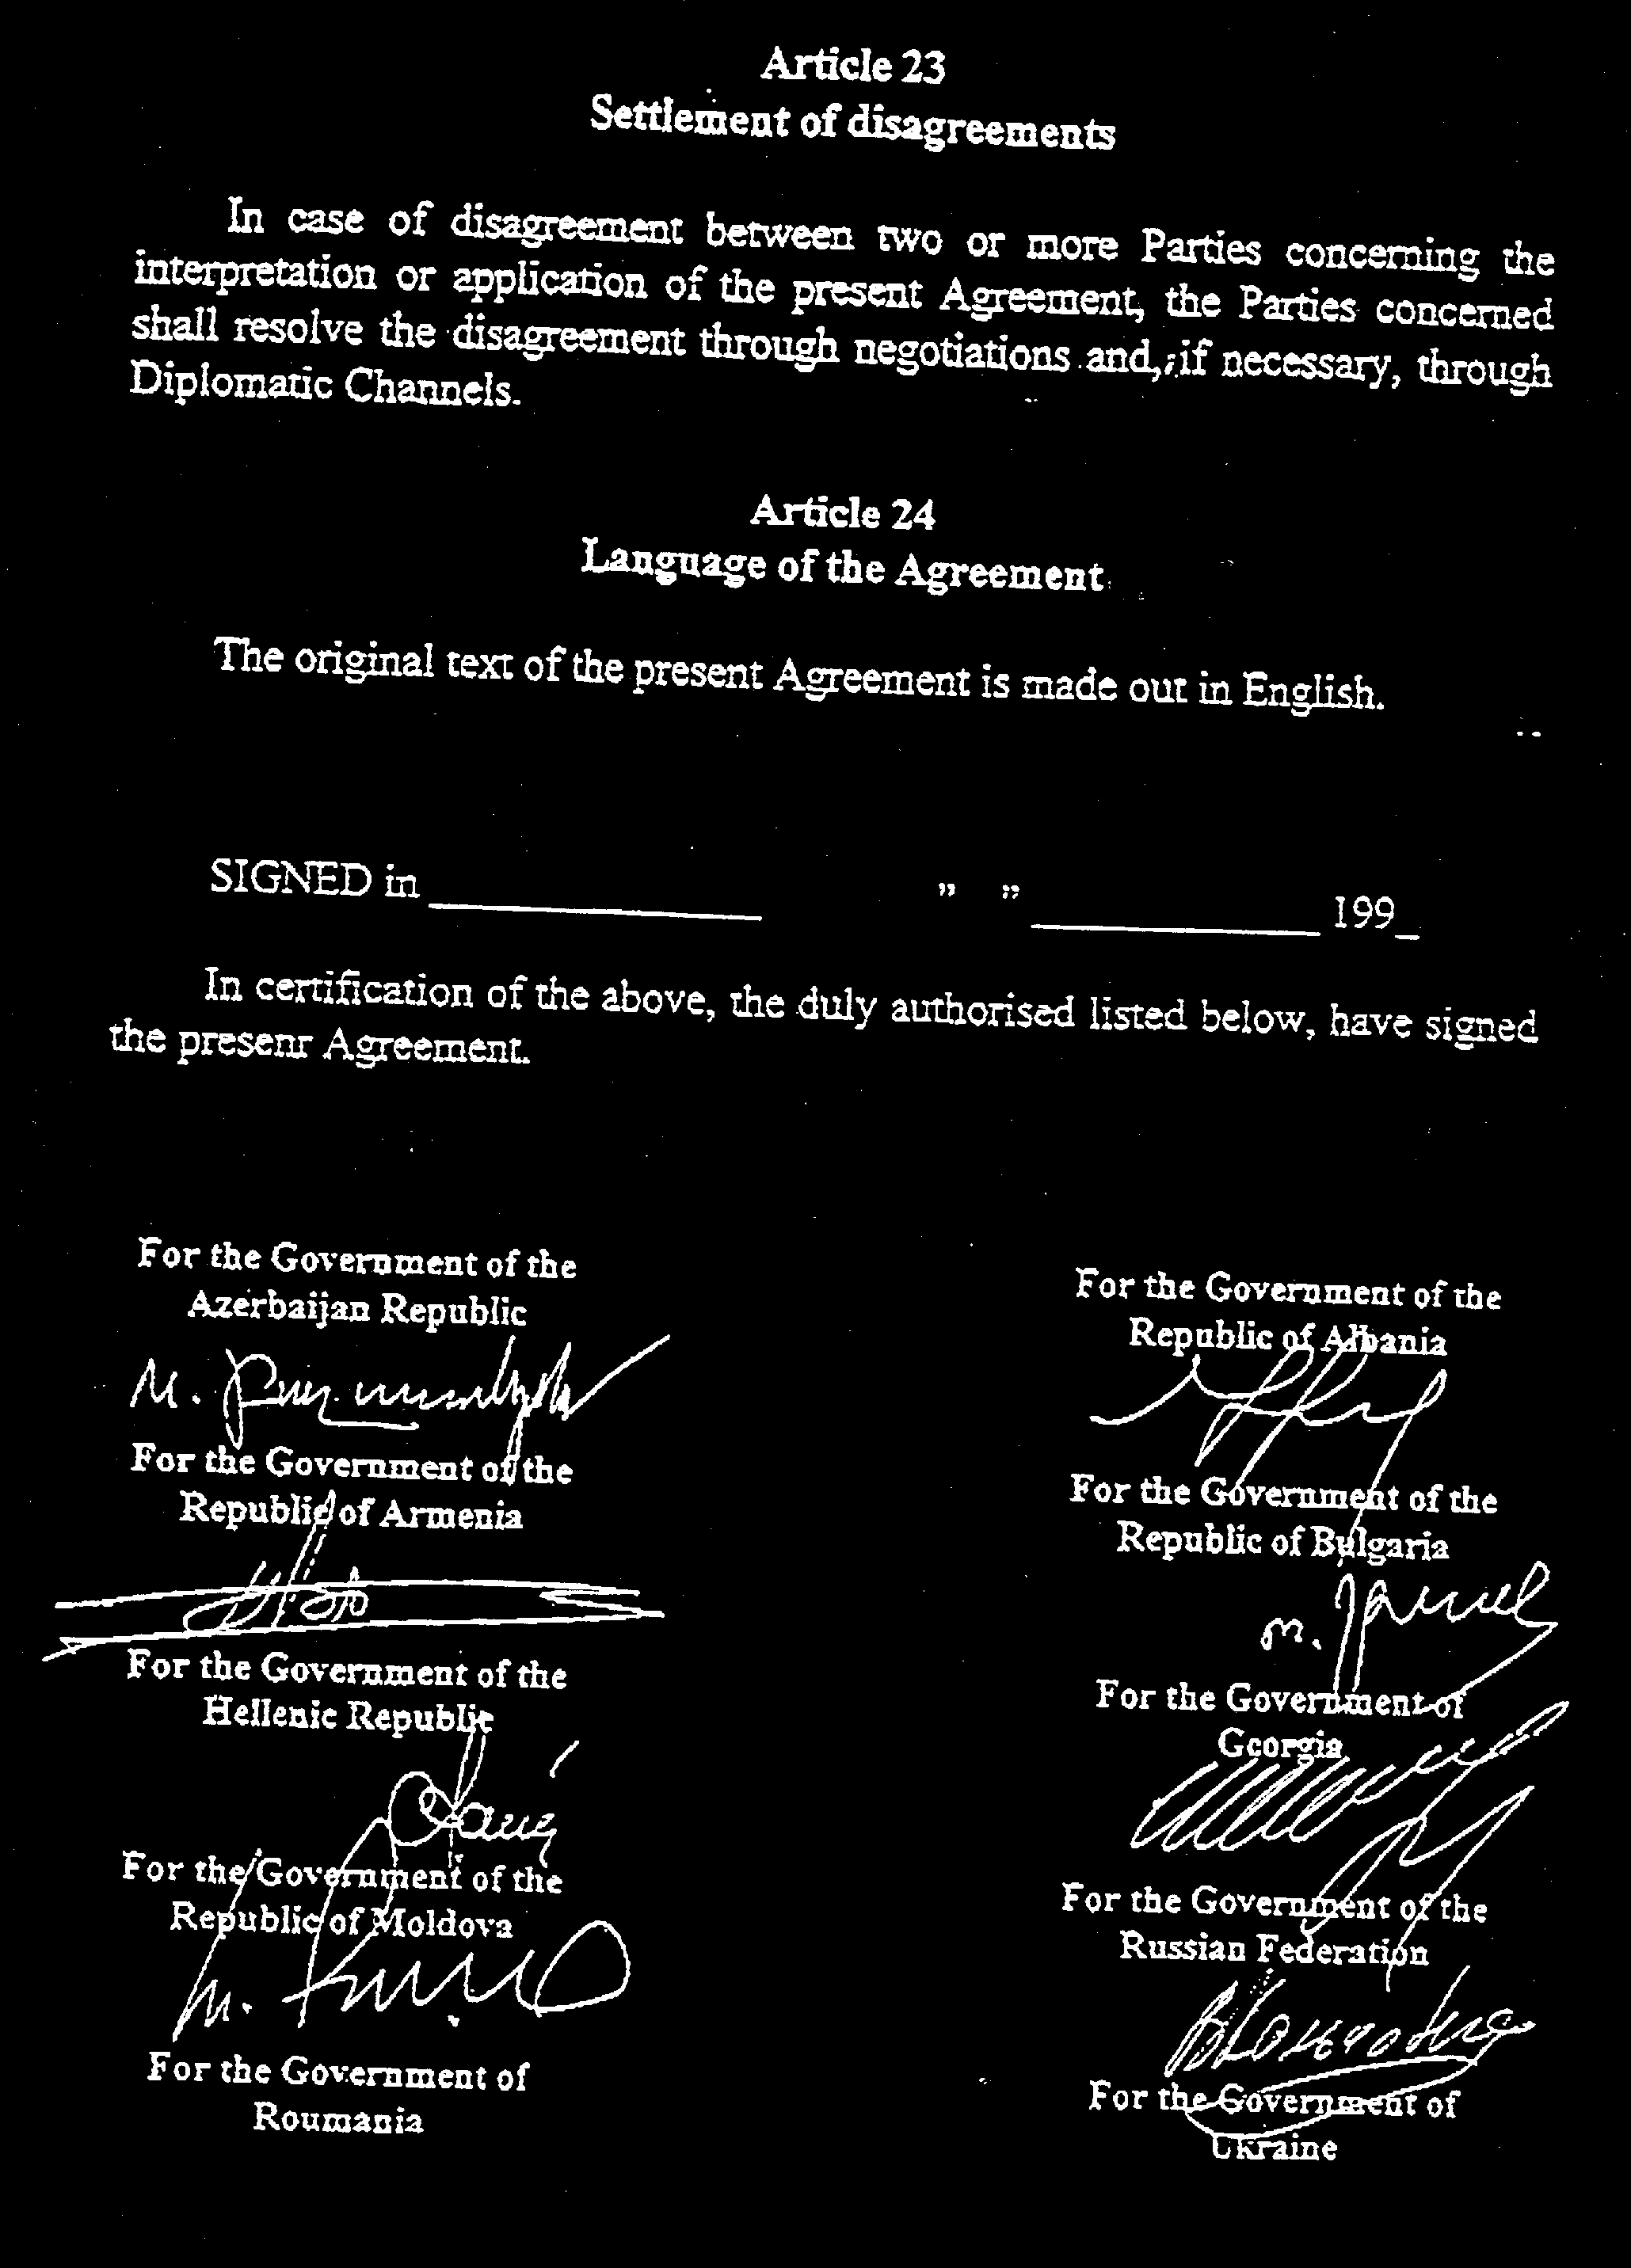 Article 23
Settlement of disagreements
In case of disagreement between two or more Parties concerning the
interpretation or application of the present Agreement, the Parties concerned
shall resolve the disagreement through negotiations and, if necessary, through
Diplomatic Channels.
Article 24
Language of the Agreement
The original text of the present Agreement is made out in English.
SIGNED in ____________ " " ____________ 199_
In certification of the above, the duly authorised listed below, have signed
the present Agreement.
For the Government of the
Azerbaijan Republic
For the Government of the
Republic of Albania
For the Government of the
Republic of Armenia
For the Government of the
Republic of Bulgaria
For the Government of the
Hellenic Republic
For the Government of
Georgia
For the Government of the
Republic of Moldova
For the Government of the
Russian Federation
For the Government of
Roumania
For the Government of
Ukraine